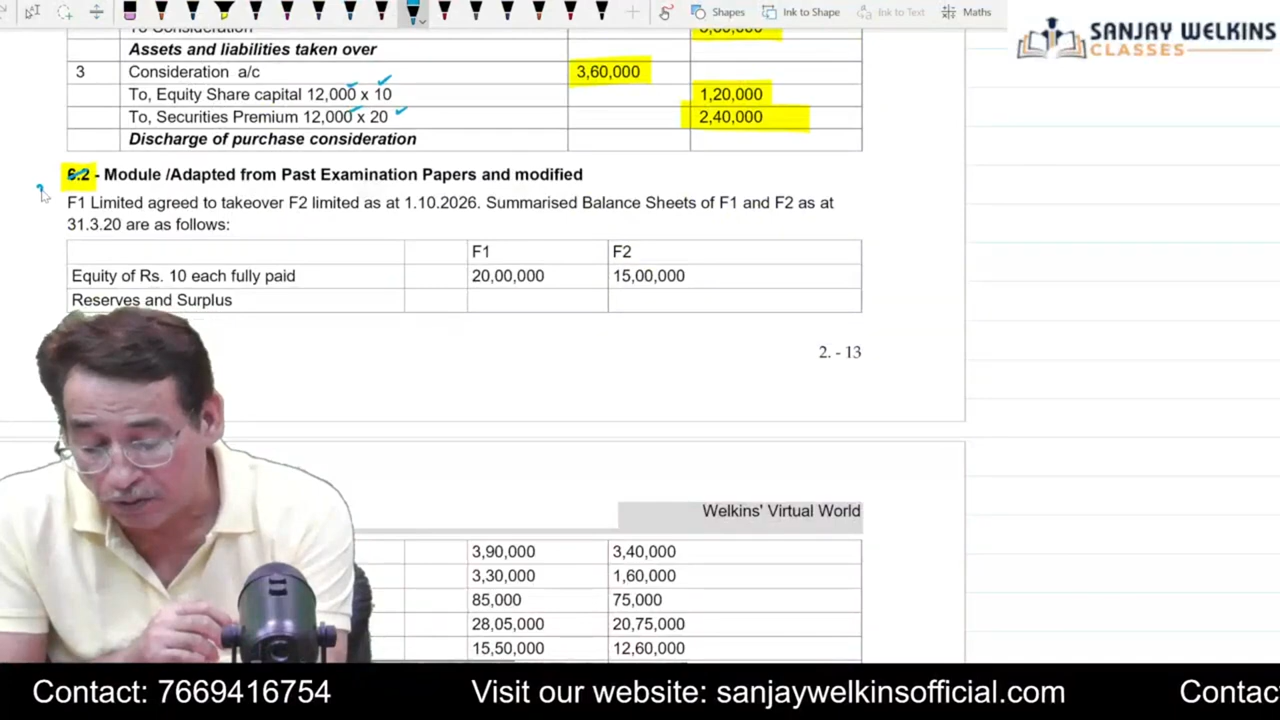 Shapes Ink to Shape Ink to Text Maths
SANJAY WELKINS
CLASSES
Assets and liabilities taken over
3 Consideration a/c 3,60,000
To, Equity Share capital 12,000 x 10 1,20,000
To, Securities Premium 12,000 x 20 2,40,000
Discharge of purchase consideration
6.2 - Module /Adapted from Past Examination Papers and modified
F1 Limited agreed to takeover F2 limited as at 1.10.2026. Summarised Balance Sheets of F1 and F2 as at
31.3.20 are as follows:
F1 F2
Equity of Rs. 10 each fully paid 20,00,000 15,00,000
Reserves and Surplus
2. - 13
Welkins' Virtual World
3,90,000 3,40,000
3,30,000 1,60,000
85,000 75,000
28,05,000 20,75,000
15,50,000 12,60,000
Contact: 7669416754 Visit our website: sanjaywelkinsofficial.com Contac